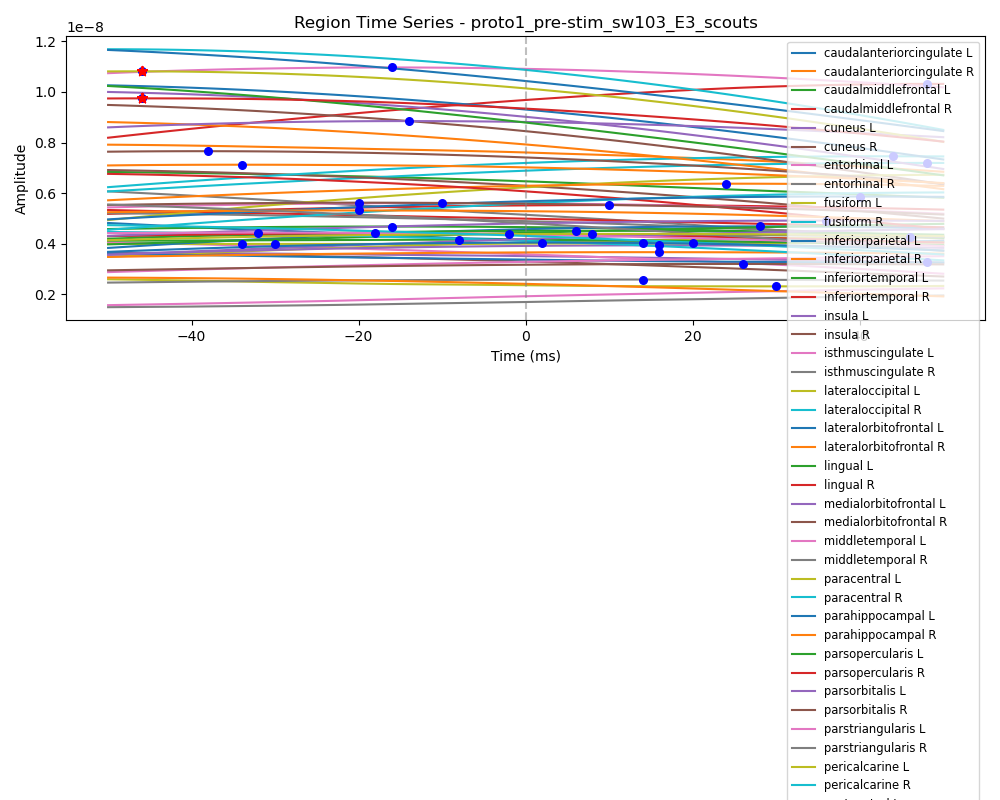 Region Time Series - proto1_pre-stim_sw103_E3_scouts
1e−8
Amplitude
1.2
1.0
0.8
0.6
0.4
0.2
−40
−20
0
20
40
Time (ms)
caudalanteriorcingulate L
caudalanteriorcingulate R
caudalmiddlefrontal L
caudalmiddlefrontal R
cuneus L
cuneus R
entorhinal L
entorhinal R
fusiform L
fusiform R
inferiorparietal L
inferiorparietal R
inferiortemporal L
inferiortemporal R
insula L
insula R
isthmuscingulate L
isthmuscingulate R
lateraloccipital L
lateraloccipital R
lateralorbitofrontal L
lateralorbitofrontal R
lingual L
lingual R
medialorbitofrontal L
medialorbitofrontal R
middletemporal L
middletemporal R
paracentral L
paracentral R
parahippocampal L
parahippocampal R
parsopercularis L
parsopercularis R
parsorbitalis L
parsorbitalis R
parstriangularis L
parstriangularis R
pericalcarine L
pericalcarine R